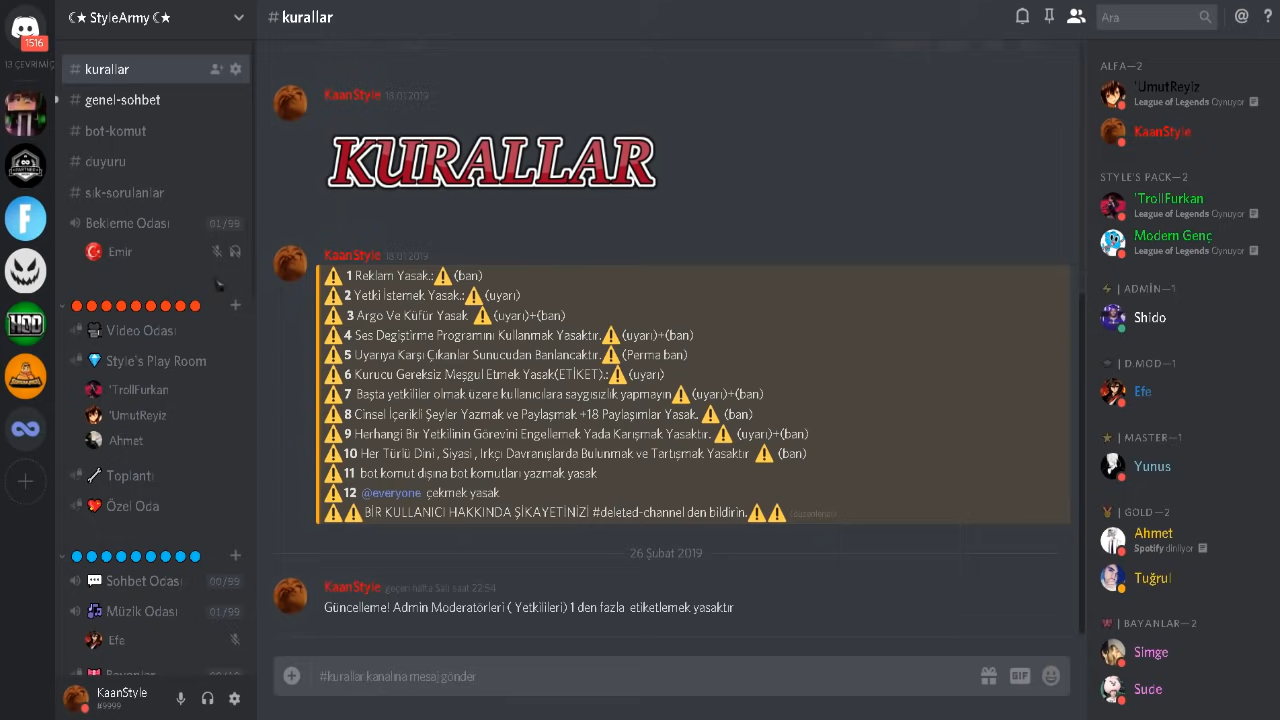 ☾★ StyleArmy ☾★
# kurallar
Ara
1516
13 ÇEVRİMİÇ
# kurallar
# genel-sohbet
# bot-komut
# duyuru
# sık-sorulanlar
Bekleme Odası 01/99
Emir
Video Odası
Style's Play Room
'TrollFurkan
'UmutReyiz
Ahmet
Toplantı
Özel Oda
Sohbet Odası 00/99
Müzik Odası 01/99
Efe
KaanStyle
#9999
KaanStyle 18.01.2019
KURALLAR
KaanStyle 18.01.2019
⚠ 1 Reklam Yasak.:⚠ (ban)
⚠ 2 Yetki İstemek Yasak.:⚠ (uyarı)
⚠ 3 Argo Ve Küfür Yasak ⚠ (uyarı)+(ban)
⚠ 4 Ses Degiştirme Programını Kullanmak Yasaktır.⚠ (uyarı)+(ban)
⚠ 5 Uyarıya Karşı Çıkanlar Sunucudan Banlancaktır.⚠ (Perma ban)
⚠ 6 Kurucu Gereksiz Meşgul Etmek Yasak(ETİKET).:⚠ (uyarı)
⚠ 7 Başta yetkililer olmak üzere kullanıcılara saygısızlık yapmayın⚠ (uyarı)+(ban)
⚠ 8 Cinsel İçerikli Şeyler Yazmak ve Paylaşmak +18 Paylaşımlar Yasak. ⚠ (ban)
⚠ 9 Herhangi Bir Yetkilinin Görevini Engellemek Yada Karışmak Yasaktır. ⚠ (uyarı)+(ban)
⚠ 10 Her Türlü Dini , Siyasi , Irkçı Davranışlarda Bulunmak ve Tartışmak Yasaktır ⚠ (ban)
⚠ 11 bot komut dışına bot komutları yazmak yasak
⚠ 12 @everyone çekmek yasak
⚠⚠BİR KULLANICI HAKKINDA ŞİKAYETİNİZİ #deleted-channel den bildirin.⚠⚠ (düzenlendi)
26 Şubat 2019
KaanStyle geçen hafta Salı saat 22:54
Güncelleme! Admin Moderatörleri ( Yetkilileri) 1 den fazla etiketlemek yasaktır
#kurallar kanalına mesaj gönder
GIF
ALFA—2
'UmutReyiz
League of Legends Oynuyor
KaanStyle
STYLE'S PACK—2
'TrollFurkan
League of Legends Oynuyor
Modern Genç
League of Legends Oynuyor
| ADMİN—1
Shido
| D.MOD—1
Efe
| MASTER—1
Yunus
| GOLD—2
Ahmet
Spotify dinliyor
Tuğrul
| BAYANLAR—2
Simge
Sude